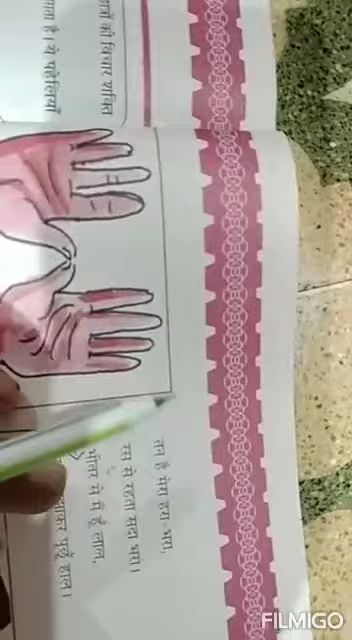 त्रों की विचार शक्ति
ाता है। ये पहेलियाँ
तन है मेरा हरा भरा,
रस से रहता सदा भरा।
भीतर से मैं हूँ लाल,
पूछूँ हाल।
FILMIGO